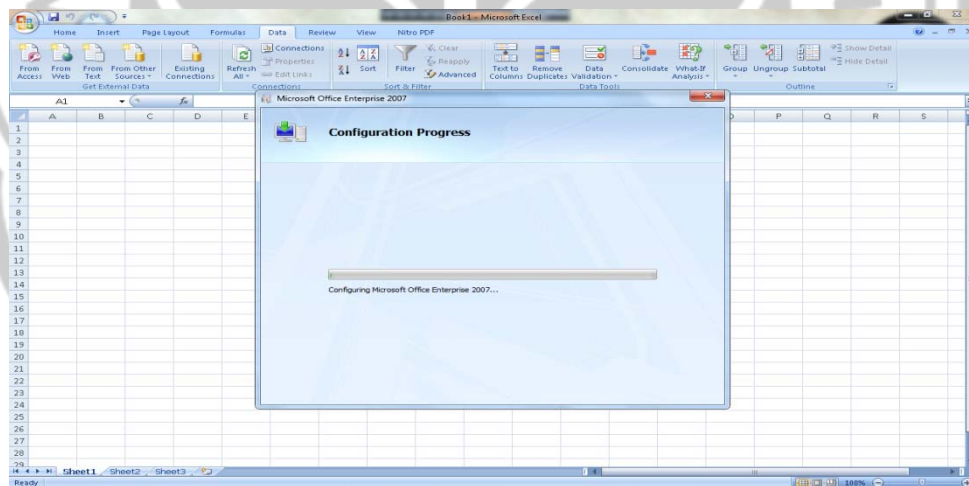 Book1 - Microsoft Excel
Home Insert Page Layout Formulas Data Review View Nitro PDF
From Access From Web From Text From Other Sources Existing Connections Refresh All Connections Properties Edit Links Sort Filter Clear Reapply Advanced Text to Columns Remove Duplicates Data Validation Consolidate What-If Analysis Group Ungroup Subtotal Show Detail Hide Detail
Get External Data Connections Sort & Filter Data Tools Outline
A1 fx
A B C D E P Q R S
Microsoft Office Enterprise 2007
Configuration Progress
Configuring Microsoft Office Enterprise 2007...
1
2
3
4
5
6
7
8
9
10
11
12
13
14
15
16
17
18
19
20
21
22
23
24
25
26
27
28
29
Sheet1 Sheet2 Sheet3
Ready 100%